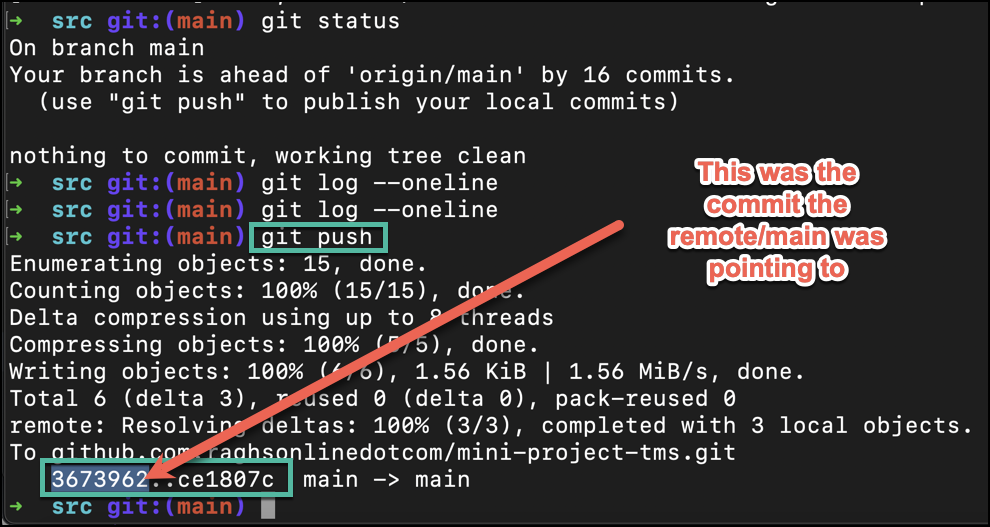 ➜ src git:(main) git status
On branch main
Your branch is ahead of 'origin/main' by 16 commits.
(use "git push" to publish your local commits)
nothing to commit, working tree clean
➜ src git:(main) git log --oneline
➜ src git:(main) git log --oneline
➜ src git:(main) git push
Enumerating objects: 15, done.
Counting objects: 100% (15/15), done.
Delta compression using up to 8 threads
Compressing objects: 100% (5/5), done.
Writing objects: 100% (6/6), 1.56 KiB | 1.56 MiB/s, done.
Total 6 (delta 3), reused 0 (delta 0), pack-reused 0
remote: Resolving deltas: 100% (3/3), completed with 3 local objects.
To github.com:raghsonlinedotcom/mini-project-tms.git
3673962..ce1807c main -> main
➜ src git:(main)
This was the
commit the
remote/main was
pointing to